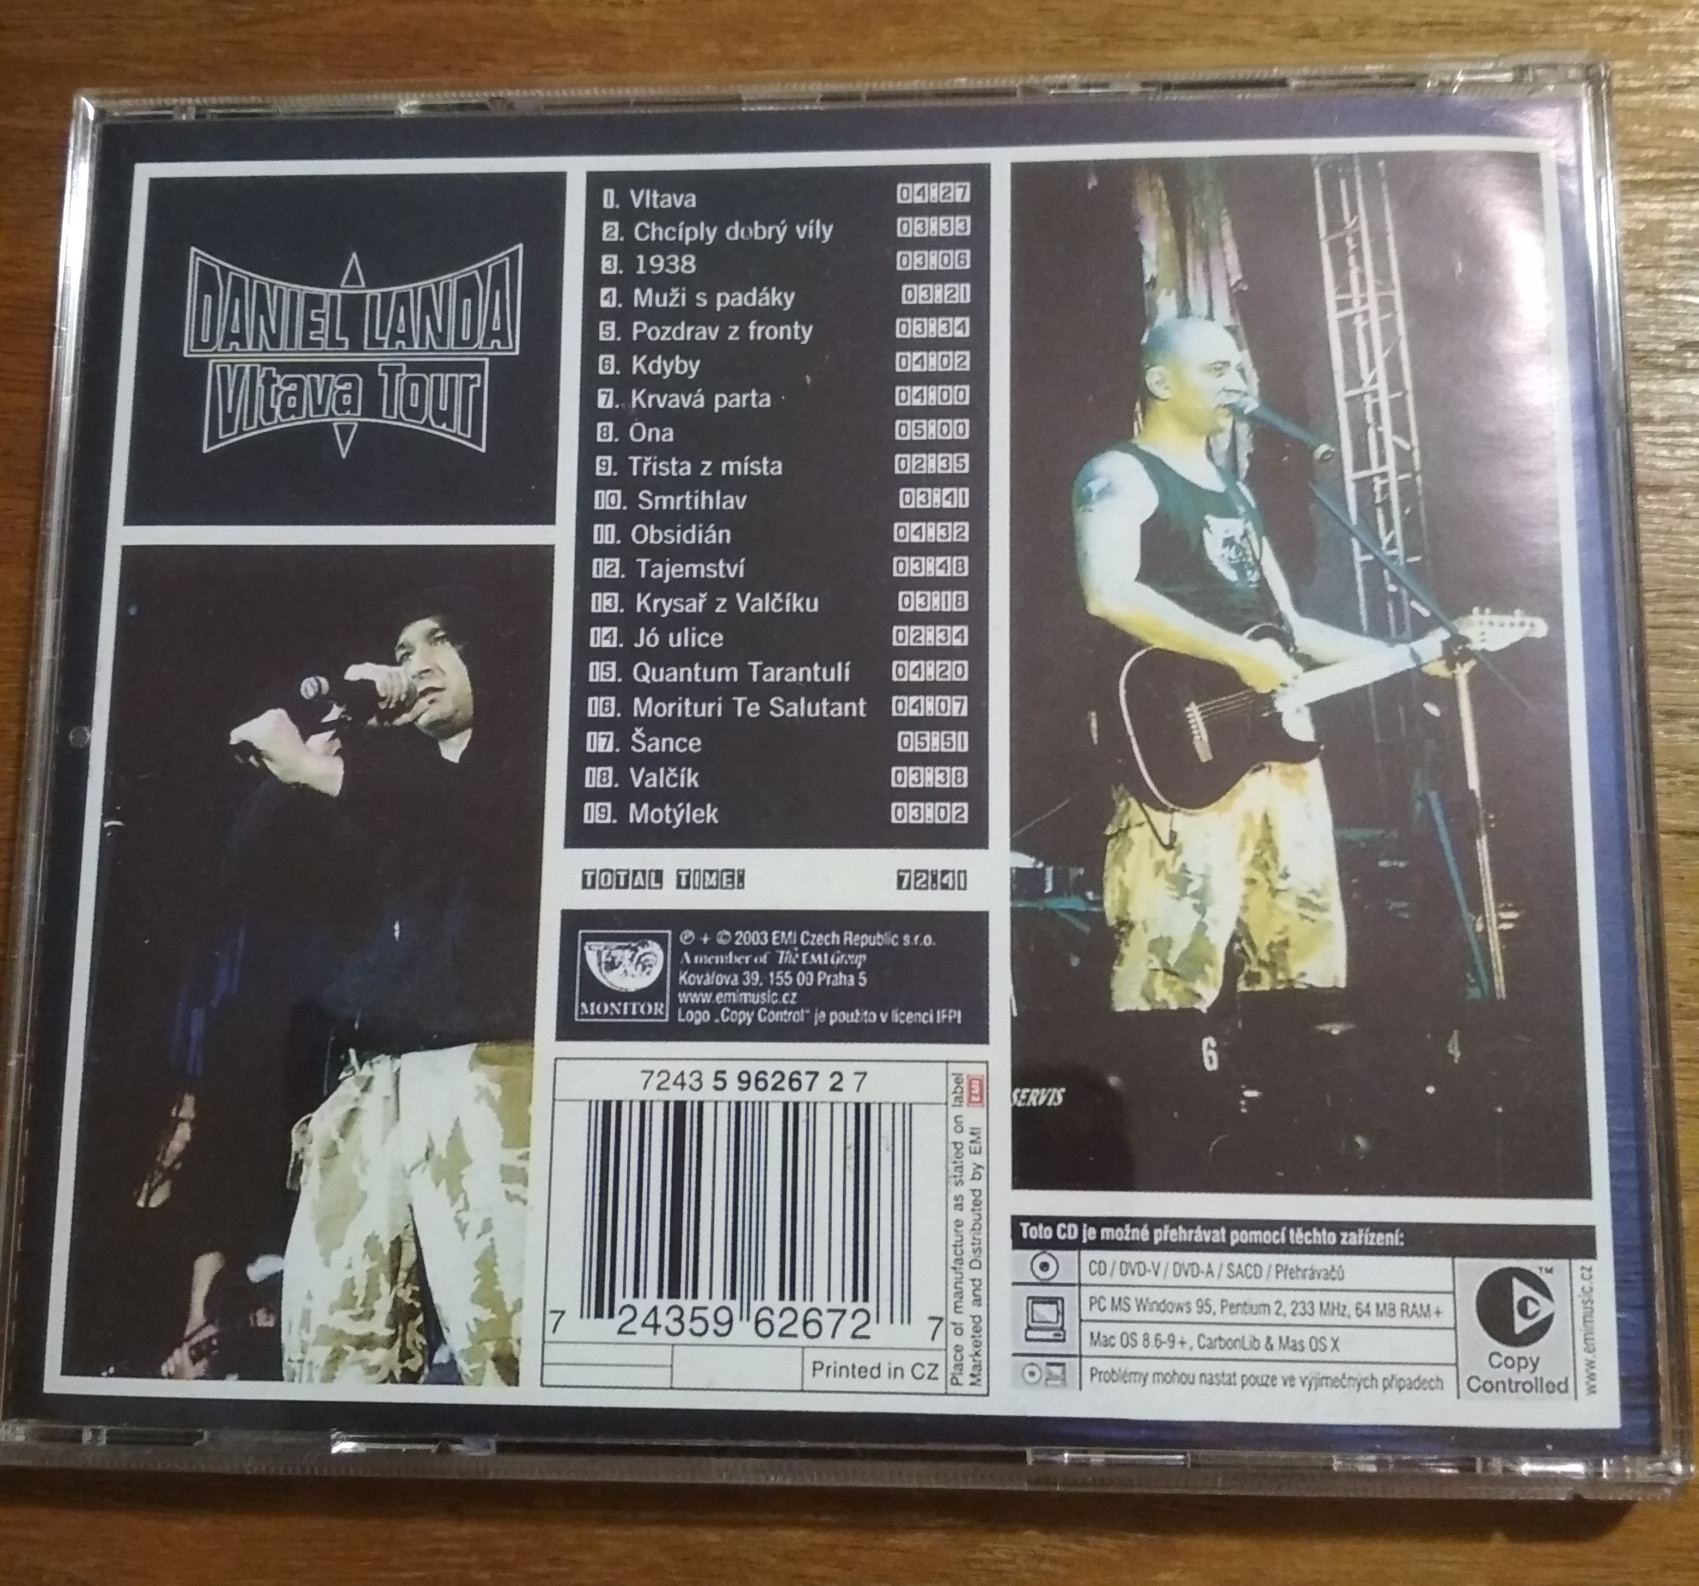 DANIEL LANDA
Vltava Tour
1. Vltava 04:27
2. Chcíply dobrý víly 03:33
3. 1938 03:06
4. Muži s padáky 03:21
5. Pozdrav z fronty 03:34
6. Kdyby 04:02
7. Krvavá parta 04:00
8. Ona 05:00
9. Třista z místa 02:35
10. Smrtihlav 03:41
11. Obsidián 04:32
12. Tajemství 03:48
13. Krysař z Valčíku 03:18
14. Jó ulice 02:34
15. Quantum Tarantulí 04:20
16. Morituri Te Salutant 04:07
17. Šance 05:51
18. Valčík 03:38
19. Motýlek 03:02
TOTAL TIME: 72:41
MONITOR
℗ + © 2003 EMI Czech Republic s.r.o.
A member of The EMI Group
Kovářova 39, 155 00 Praha 5
www.emimusic.cz
Logo „Copy Control“ je použito v licenci IFPI
7243 5 96267 2 7
7 24359 62672 7
Printed in CZ
Place of manufacture as stated on label
Marketed and Distributed by EMI
EMI
6
4
SERVIS
Toto CD je možné přehrávat pomocí těchto zařízení:
CD / DVD-V / DVD-A / SACD / Přehrávačů
PC MS Windows 95, Pentium 2, 233 MHz, 64 MB RAM +
Mac OS 8.6-9+, CarbonLib & Mas OS X
Problémy mohou nastat pouze ve výjimečných případech
TM
Copy
Controlled
www.emimusic.cz